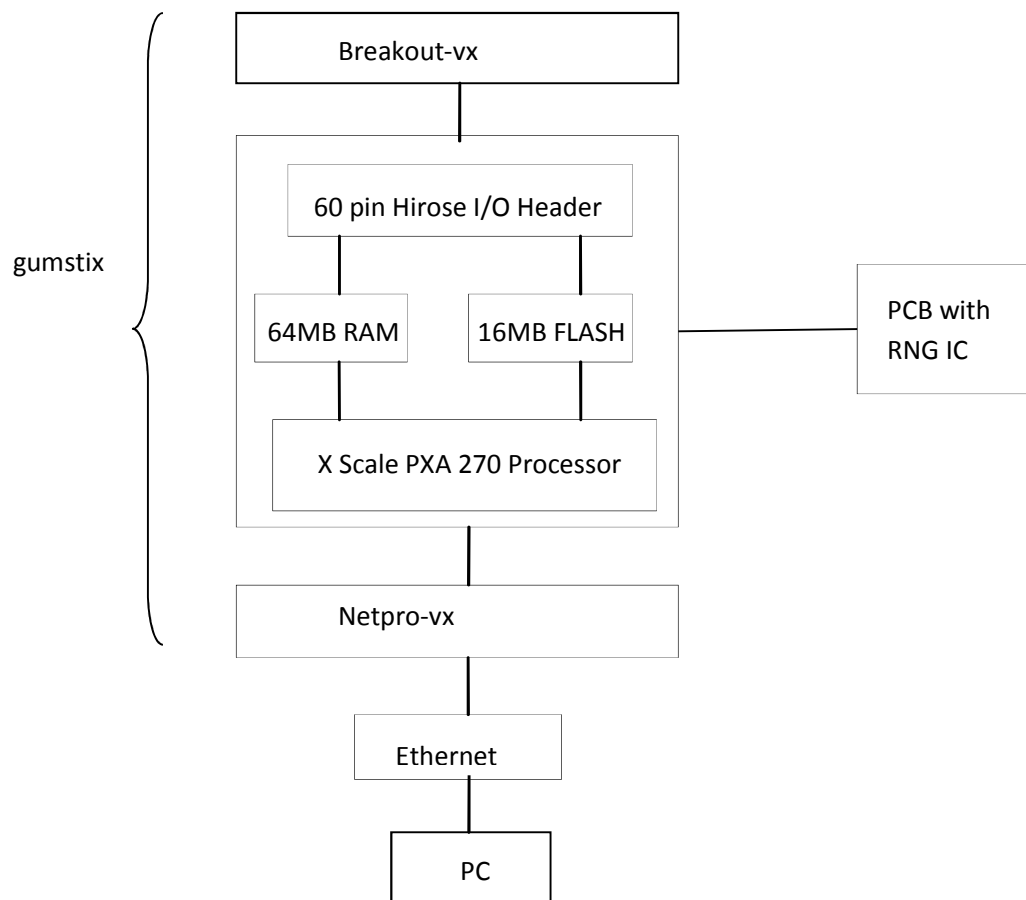 Breakout-vx
60 pin Hirose I/O Header
gumstix
64MB RAM
16MB FLASH
PCB with
RNG IC
X Scale PXA 270 Processor
Netpro-vx
Ethernet
PC